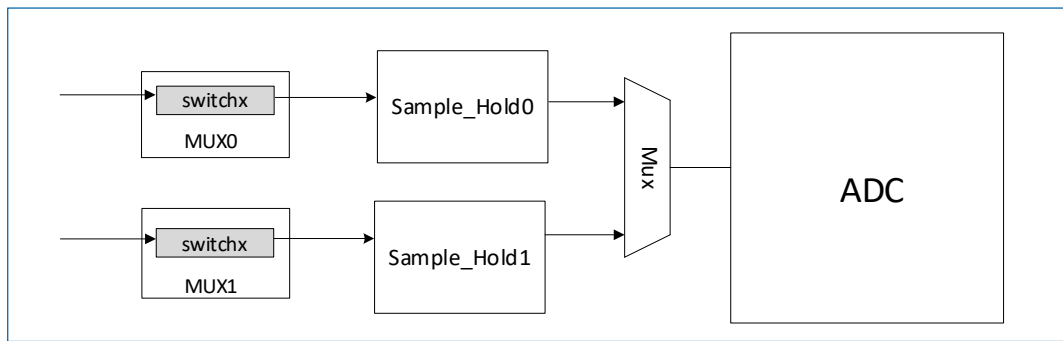 switchx
MUX0
Sample_Hold0
switchx
MUX1
Sample_Hold1
Mux
ADC